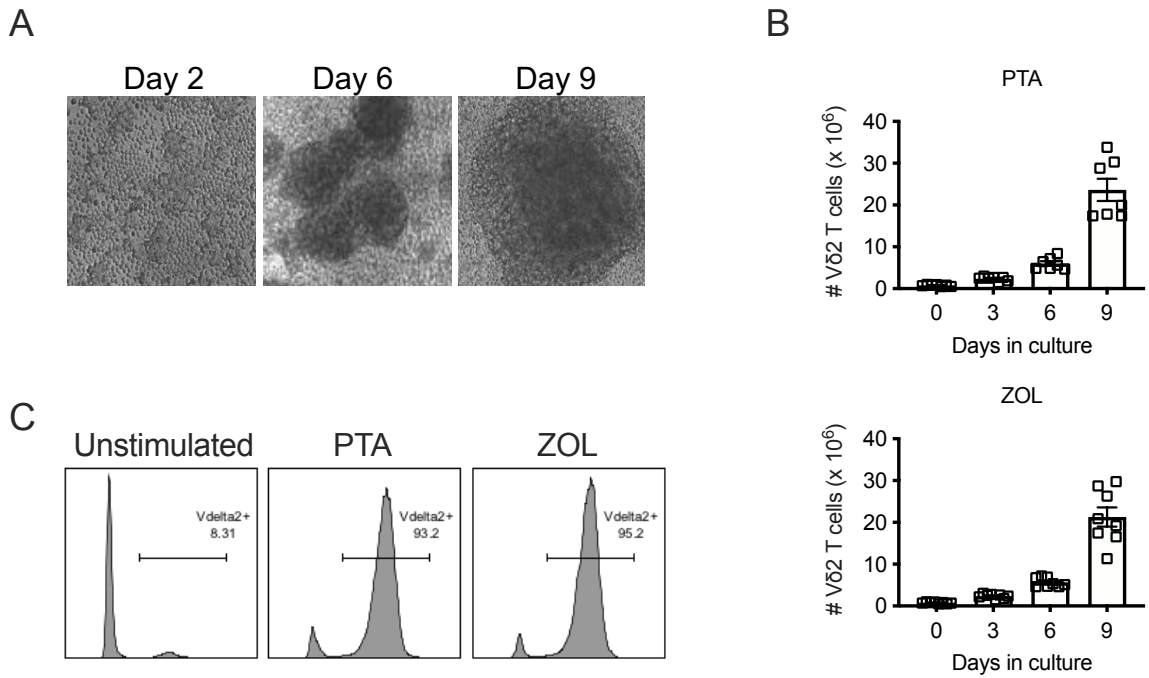 A
Day 2 Day 6 Day 9
B
PTA
# Vδ2 T cells (x 10⁶)
40
30
20
10
0
0 3 6 9
Days in culture
ZOL
# Vδ2 T cells (x 10⁶)
40
30
20
10
0
0 3 6 9
Days in culture
C
Unstimulated PTA ZOL
Vdelta2+
8.31
Vdelta2+
93.2
Vdelta2+
95.2